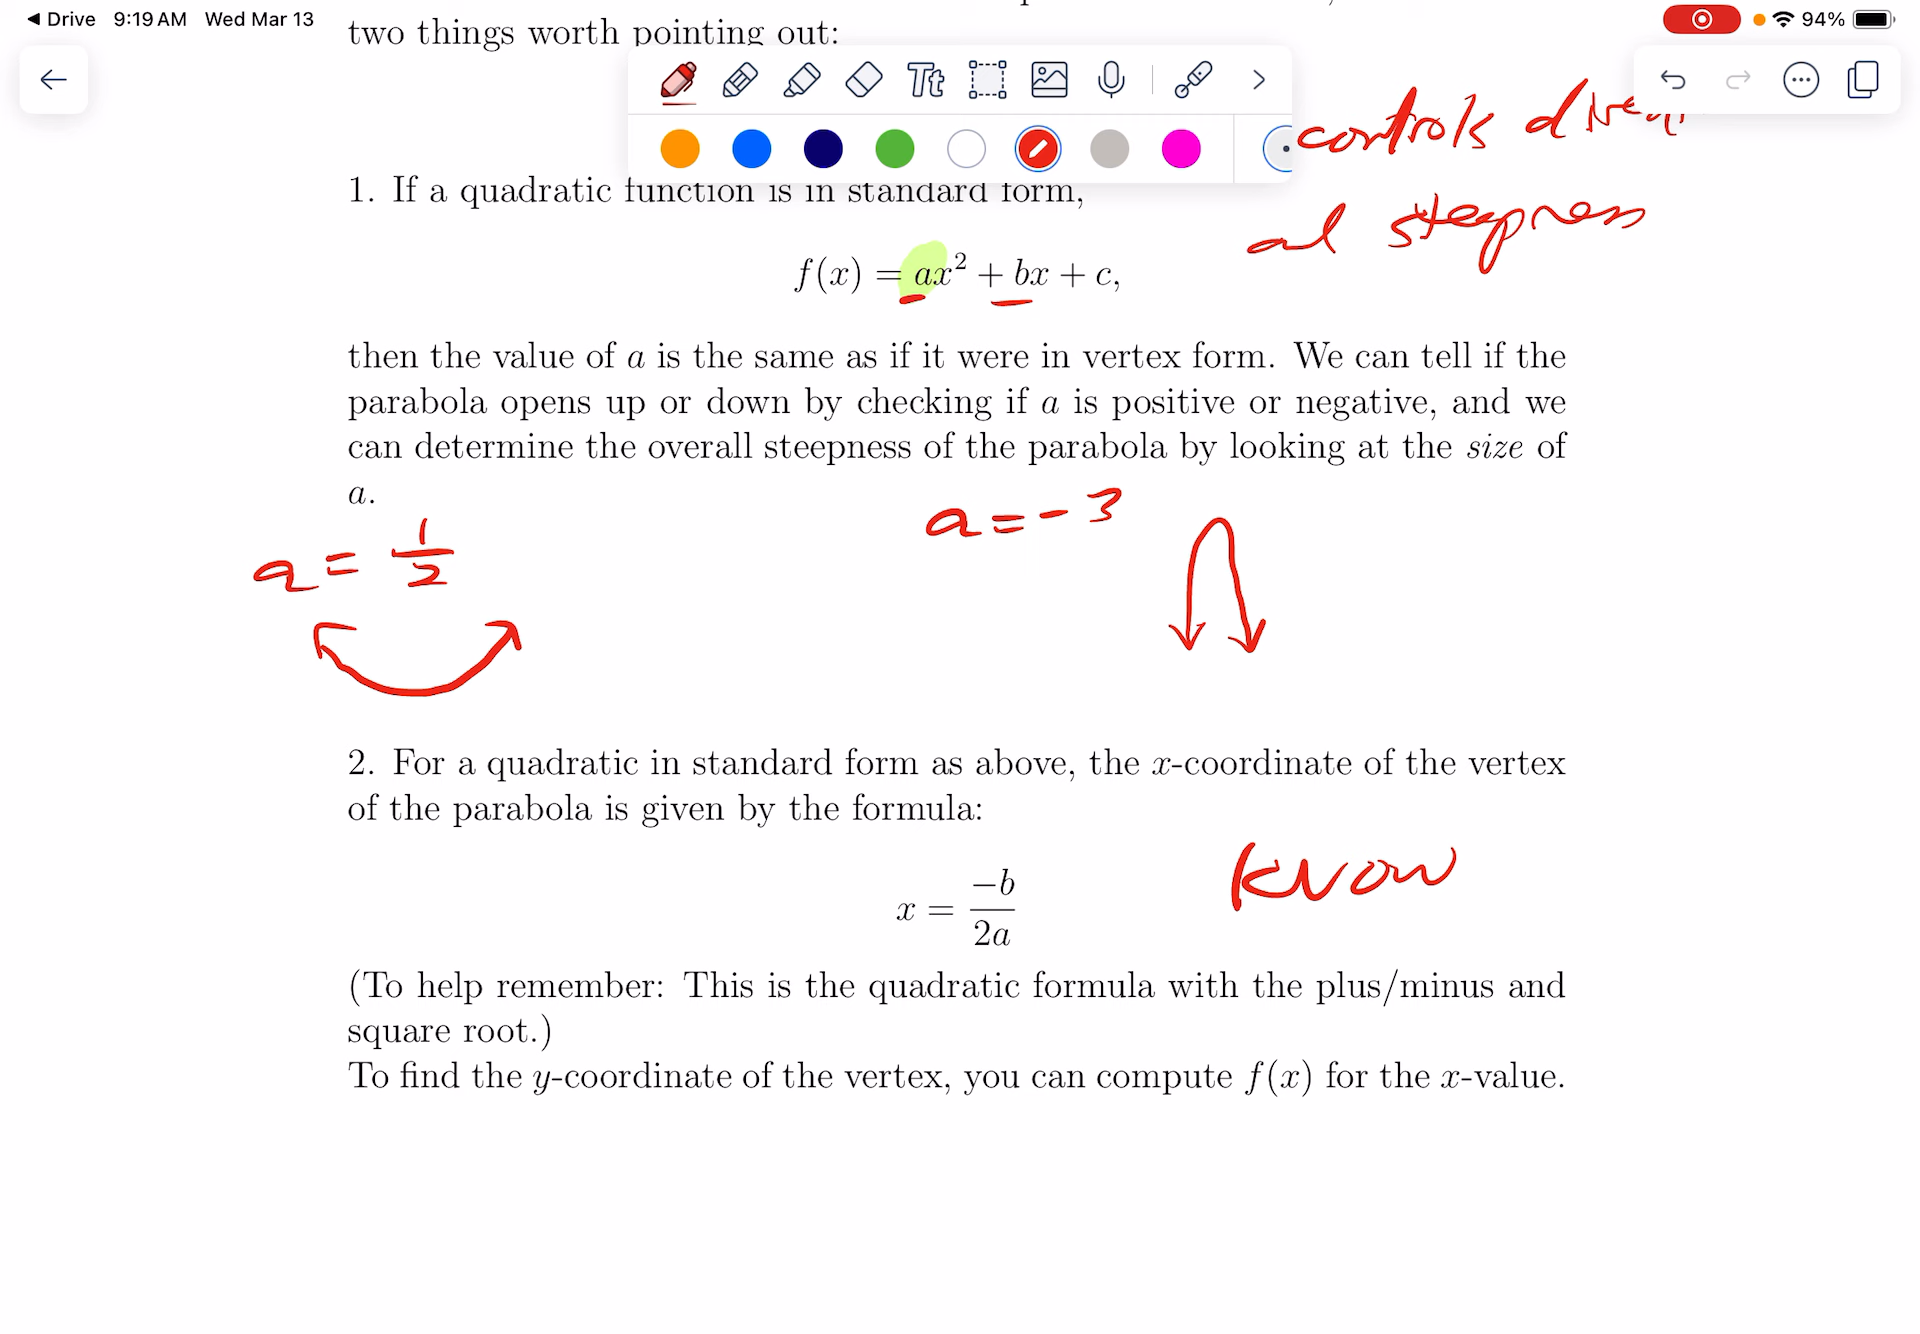 Drive 9:19 AM Wed Mar 13
94%
two things worth pointing out:
Tt
controls
1. If a quadratic function is in standard form,
and steepness
f(x) = ax² + bx + c,
then the value of a is the same as if it were in vertex form. We can tell if the
parabola opens up or down by checking if a is positive or negative, and we
can determine the overall steepness of the parabola by looking at the size of
a.
a = 1/2
a = -3
2. For a quadratic in standard form as above, the x-coordinate of the vertex
of the parabola is given by the formula:
x = -b/2a
know
(To help remember: This is the quadratic formula with the plus/minus and
square root.)
To find the y-coordinate of the vertex, you can compute f(x) for the x-value.